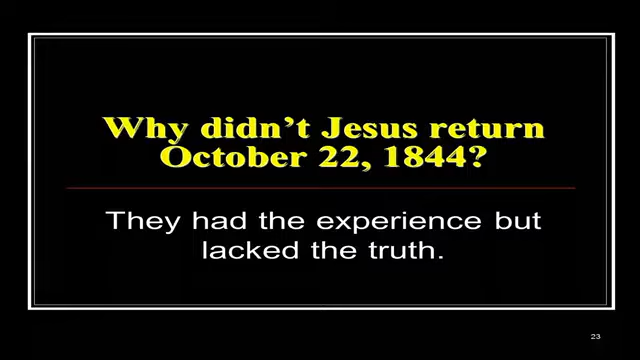 Why didn't Jesus return
October 22, 1844?
They had the experience but
lacked the truth.
23